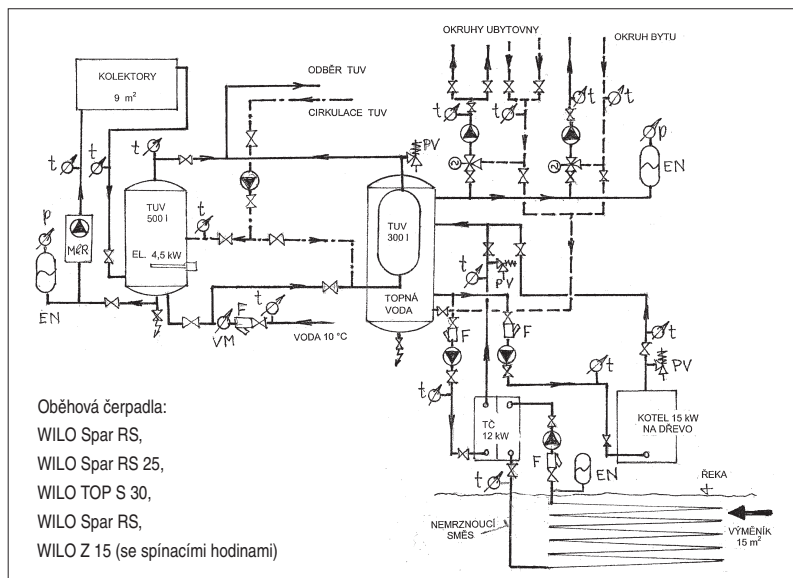 OKRUHY UBYTOVNY
OKRUH BYTU
KOLEKTORY
9 m²
ODBĚR TUV
CIRKULACE TUV
t
t
t
t
t
t
t
p
PV
EN
2
2
TUV
500 l
EL. 4,5 kW
t
TUV
300 l
TOPNÁ
VODA
p
MaR
EN
t
PV
t
F
VM
VODA 10 °C
F
F
t
PV
t
t
TČ
12 kW
KOTEL 15 kW
NA DŘEVO
F
EN
t
ŘEKA
NEMRZNOUCÍ
SMĚS
VÝMĚNÍK
15 m²
Oběhová čerpadla:
WILO Spar RS,
WILO Spar RS 25,
WILO TOP S 30,
WILO Spar RS,
WILO Z 15 (se spínacími hodinami)